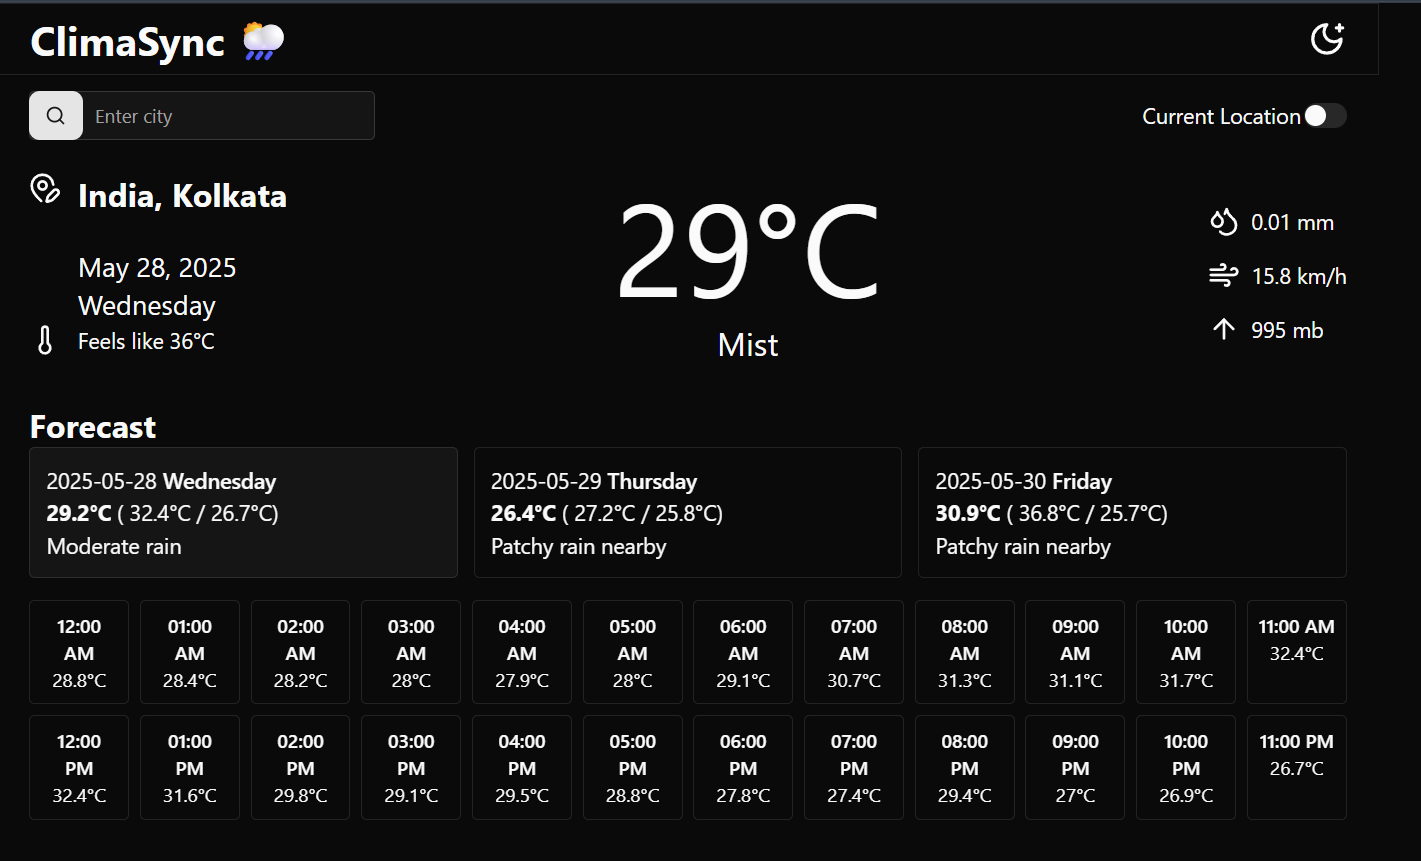 ClimaSync
Enter city
Current Location
India, Kolkata
May 28, 2025
Wednesday
Feels like 36°C
29°C
Mist
0.01 mm
15.8 km/h
995 mb
Forecast
2025-05-28 Wednesday
29.2°C ( 32.4°C / 26.7°C)
Moderate rain
2025-05-29 Thursday
26.4°C ( 27.2°C / 25.8°C)
Patchy rain nearby
2025-05-30 Friday
30.9°C ( 36.8°C / 25.7°C)
Patchy rain nearby
12:00
AM
28.8°C
01:00
AM
28.4°C
02:00
AM
28.2°C
03:00
AM
28°C
04:00
AM
27.9°C
05:00
AM
28°C
06:00
AM
29.1°C
07:00
AM
30.7°C
08:00
AM
31.3°C
09:00
AM
31.1°C
10:00
AM
31.7°C
11:00 AM
32.4°C
12:00
PM
32.4°C
01:00
PM
31.6°C
02:00
PM
29.8°C
03:00
PM
29.1°C
04:00
PM
29.5°C
05:00
PM
28.8°C
06:00
PM
27.8°C
07:00
PM
27.4°C
08:00
PM
29.4°C
09:00
PM
27°C
10:00
PM
26.9°C
11:00 PM
26.7°C